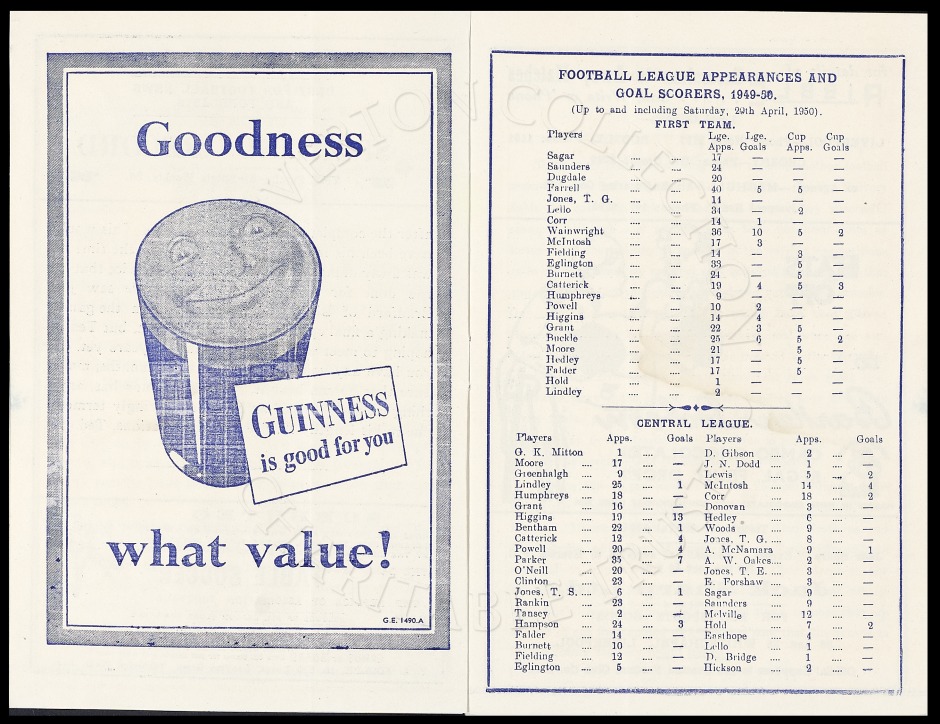 Goodness
GUINNESS
is good for you
what value!
G.E. 1490.A
FOOTBALL LEAGUE APPEARANCES AND
GOAL SCORERS, 1949-50.
(Up to and including Saturday, 29th April, 1950).
FIRST TEAM.
Players Lge. Apps. Lge. Goals Cup Apps. Cup Goals
Sagar .... .... 17 — — —
Saunders .... .... 24 — — —
Dugdale .... .... 20 — — —
Farrell .... .... 40 5 5 —
Jones, T. G. .... .... 14 — — —
Lello .... .... 34 — 2 —
Corr .... .... 14 1 — —
Wainwright .... .... 36 10 5 2
McIntosh .... .... 17 3 — —
Fielding .... .... 14 — 3 —
Eglington .... .... 33 — 5 —
Burnett .... .... 24 — 5 —
Catterick .... .... 19 4 5 3
Humphreys .... .... 9 — — —
Powell .... .... 10 2 — —
Higgins .... .... 14 4 — —
Grant .... .... 22 3 5 —
Buckle .... .... 25 6 5 2
Moore .... .... 21 — 5 —
Hedley .... .... 17 — 5 —
Falder .... .... 17 — 5 —
Hold .... .... 1 — — —
Lindley .... .... 2 — — —
CENTRAL LEAGUE.
Players Apps. Goals Players Apps. Goals
G. K. Mitton 1 .... — D. Gibson .... 2 .... —
Moore .... 17 .... — J. N. Dodd .... 1 .... —
Greenhalgh .... 9 .... — Lewis .... 5 .... 2
Lindley .... 25 .... 1 McIntosh .... 14 .... 4
Humphreys .... 18 .... — Corr .... 18 .... 2
Grant .... 16 .... — Donovan .... 3 .... —
Higgins .... 19 .... 13 Hedley .... 6 .... —
Bentham .... 22 .... 1 Woods .... 9 .... —
Catterick .... 12 .... 4 Jones, T. G. .... 8 .... —
Powell .... 20 .... 4 A. McNamara 9 .... 1
Parker .... 35 .... 7 A. W. Oakes.... 2 .... —
O'Neill .... 20 .... — Jones, T. E. .... 3 .... —
Clinton .... 23 .... — E. Forshaw .... 3 .... —
Jones, T. S. .... 6 .... 1 Sagar .... 9 .... —
Rankin .... 23 .... — Saunders .... 9 .... —
Tansey .... 2 .... — Melville .... 12 .... —
Hampson .... 24 .... 3 Hold .... 7 .... 2
Falder .... 14 .... — Easthope .... 4 .... —
Burnett .... 10 .... — Lello .... 1 .... —
Fielding .... 12 .... — D. Bridge .... 1 .... —
Eglington .... 5 .... — Hickson .... 2 .... —